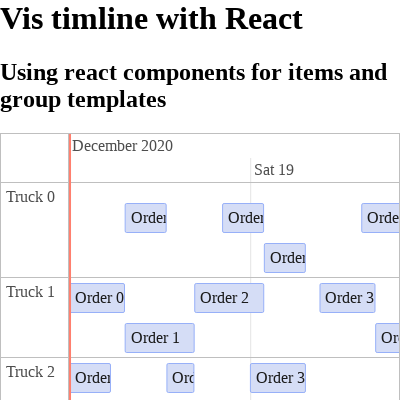 Vis timline with React
Using react components for items and
group templates
December 2020
Sat 19
Truck 0
Order
Order
Orde
Order
Truck 1
Order 0
Order 2
Order 3
Order 1
Or
Truck 2
Order
Ord
Order 3